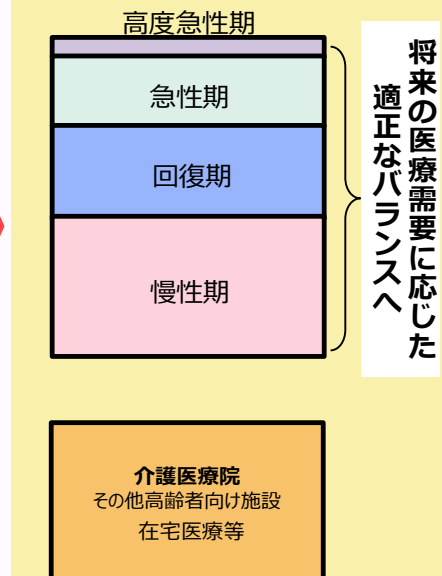 高度急性期
急性期
回復期
慢性期
将来の医療需要に応じた
適正なバランスへ
介護医療院
その他高齢者向け施設
在宅医療等